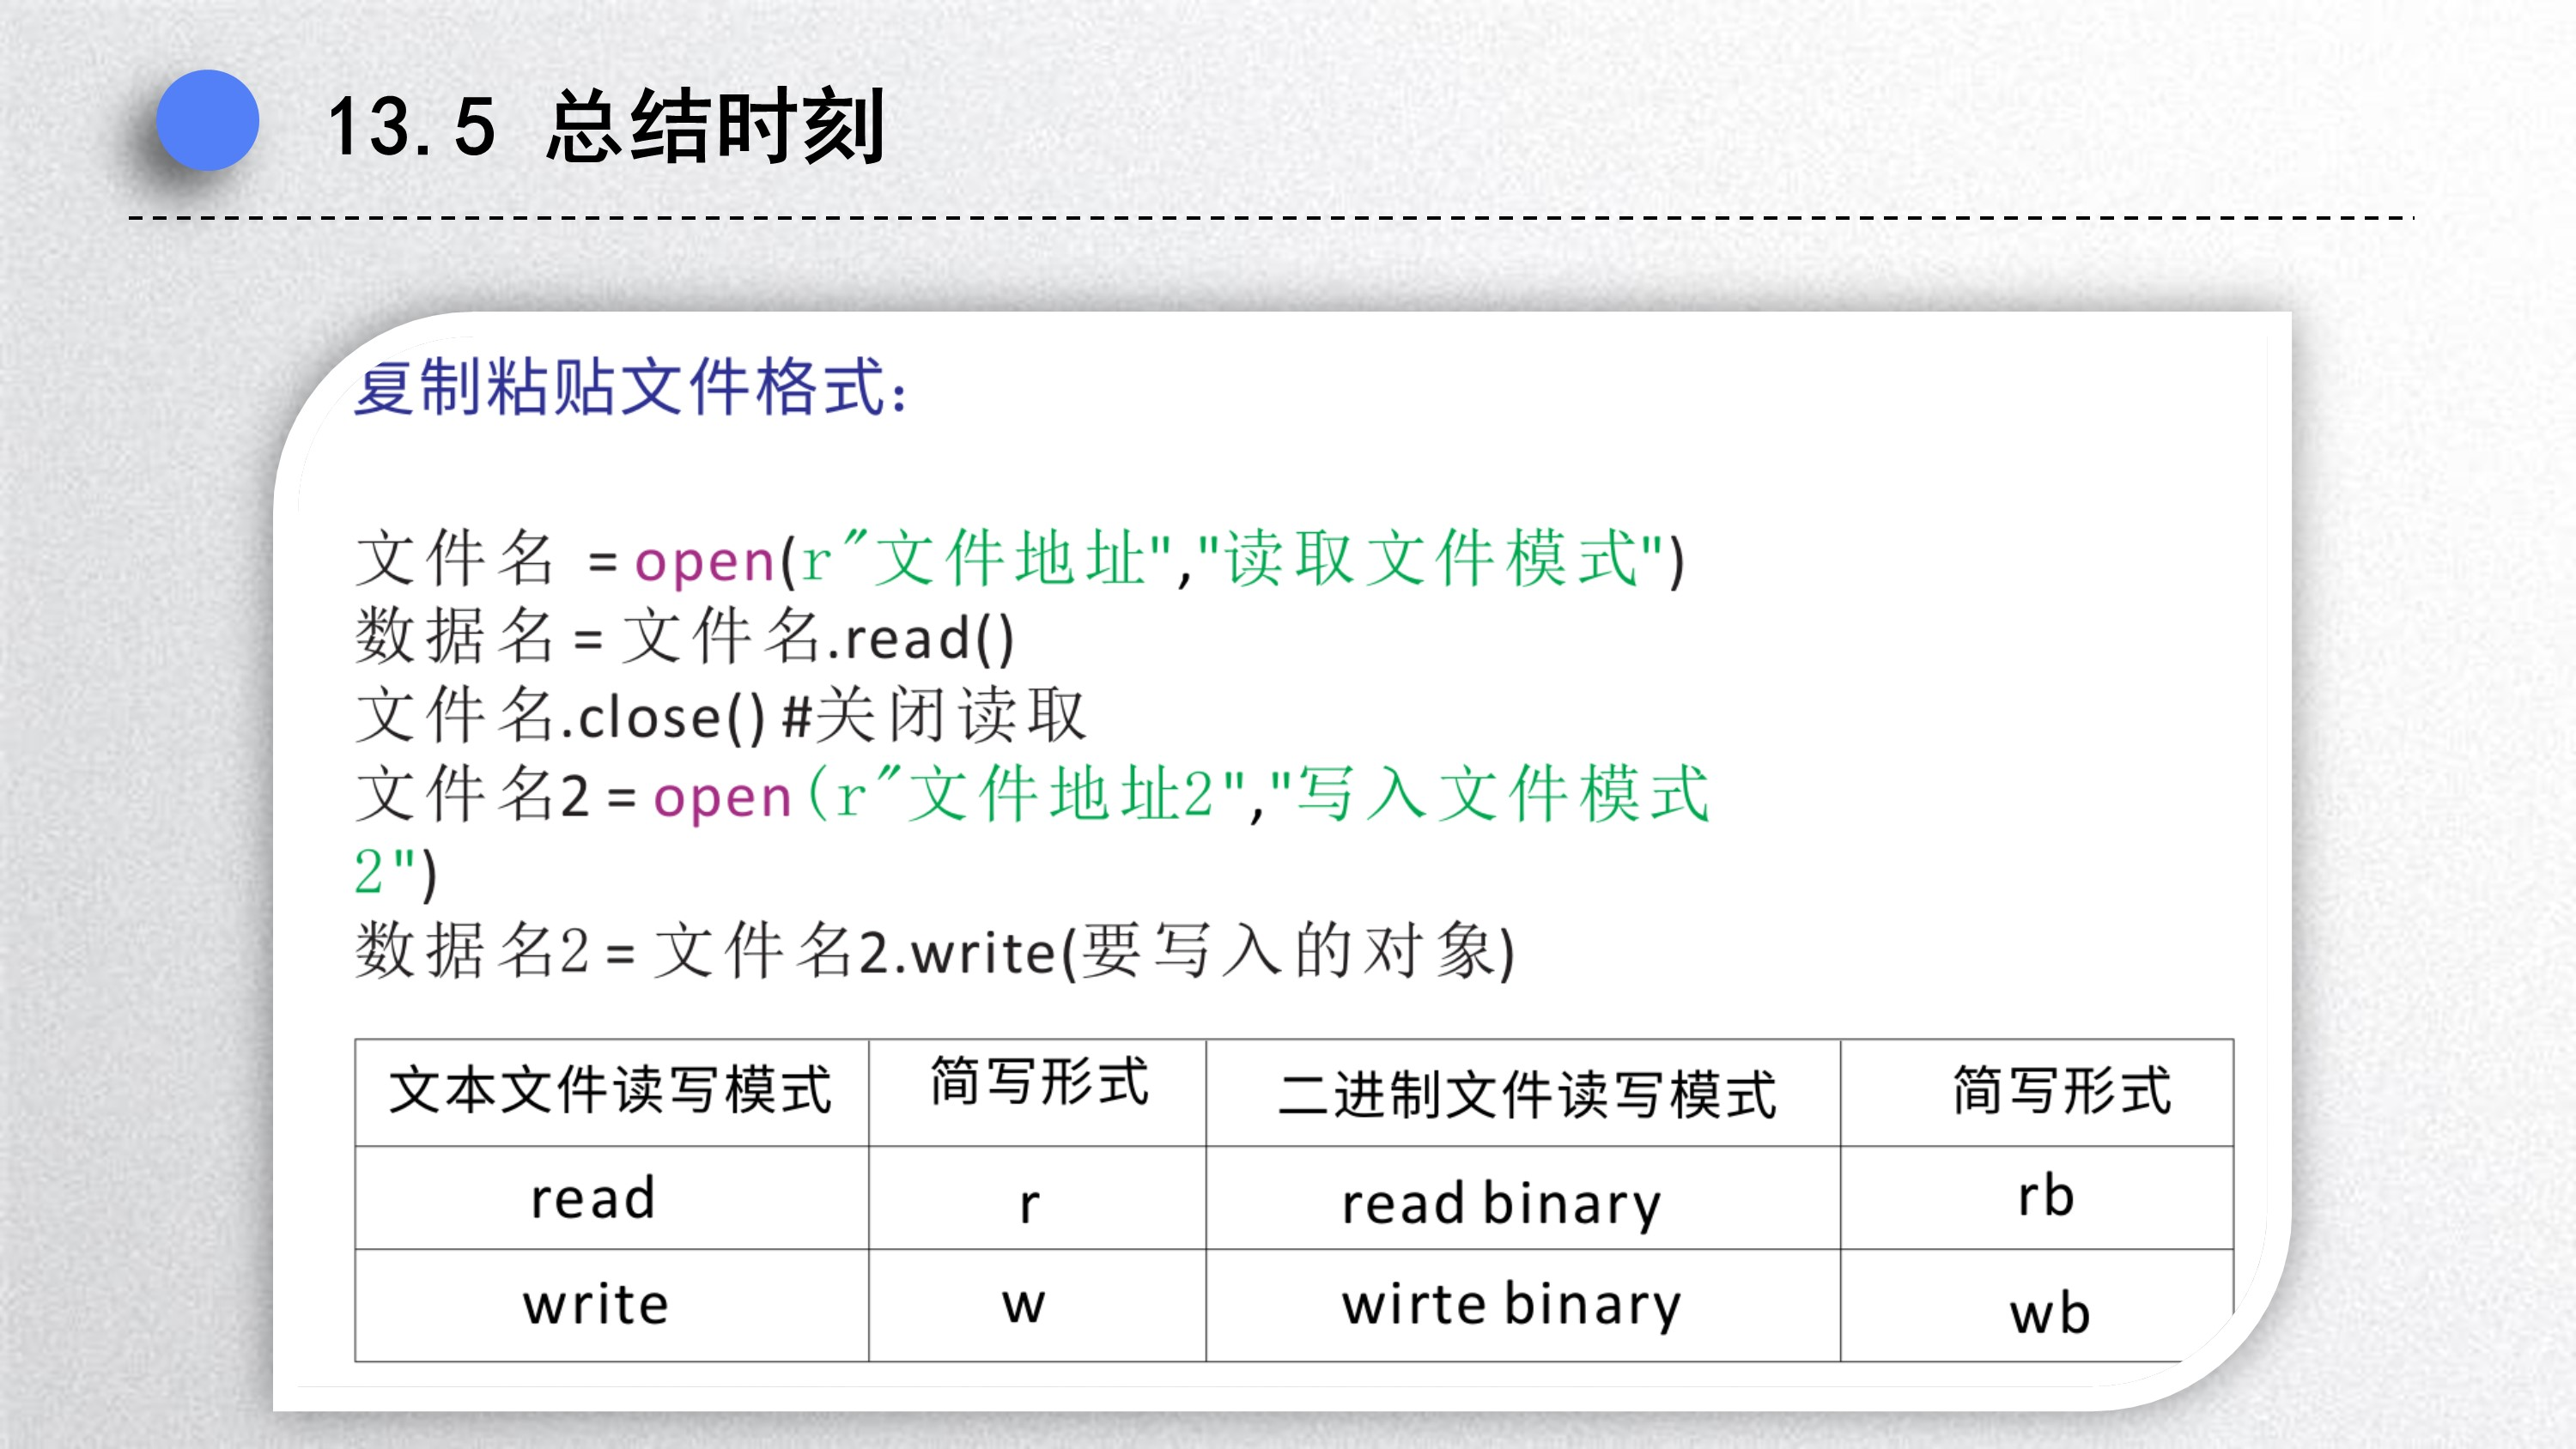 13.5 总结时刻
复制粘贴文件格式：
文件名 = open(r"文件地址","读取文件模式")
数据名 = 文件名.read()
文件名.close() #关闭读取
文件名2 = open(r"文件地址2","写入文件模式
2")
数据名2 = 文件名2.write(要写入的对象)
文本文件读写模式 简写形式 二进制文件读写模式 简写形式
read r read binary rb
write w wirte binary wb